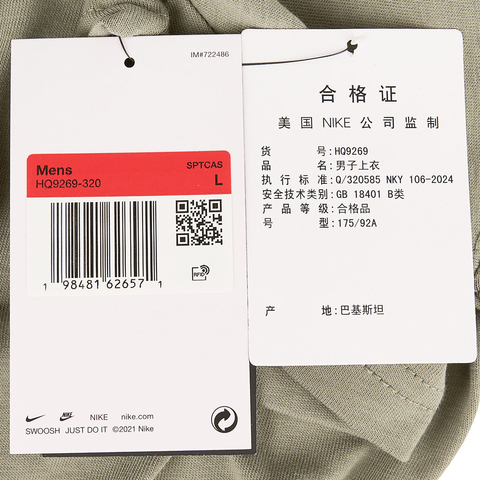 IM#722486
SPTCAS
Mens
HQ9269-320
L
RFID
1 98481 62657 1
NIKE nike.com
SWOOSH JUST DO IT ©2021 Nike
合格证
美国 NIKE 公司监制
货号:HQ9269
品名:男子上衣
执行标准:Q/320585 NKY 106-2024
安全技术类别:GB 18401 B类
产品等级:合格品
号型:175/92A
产地:巴基斯坦